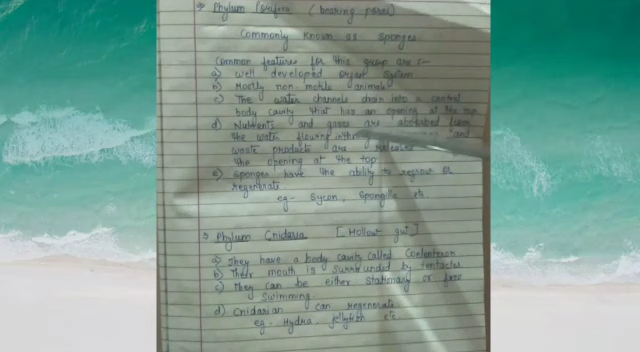 → Phylum Porifera (bearing pores)
Commonly known as sponges.
Common features for this group are :-
a) well developed organ system
b) Mostly non motile animals
c) The water channels drain into a central
body cavity that has an opening at the top
d) Nutrients and gases are absorbed from
the water flowing in and
waste products are
the opening at the top
e) Sponges have the ability to regrow or
regenerate
eg- Sycon, Spongilla etc
→ Phylum Cnidaria [Hollow gut]
a) They have a body cavity called Coelenteron
b) Their mouth is surrounded by tentacles
c) They can be either stationary or free
swimming.
d) Cnidarian can regenerate
eg- Hydra, jellyfish etc